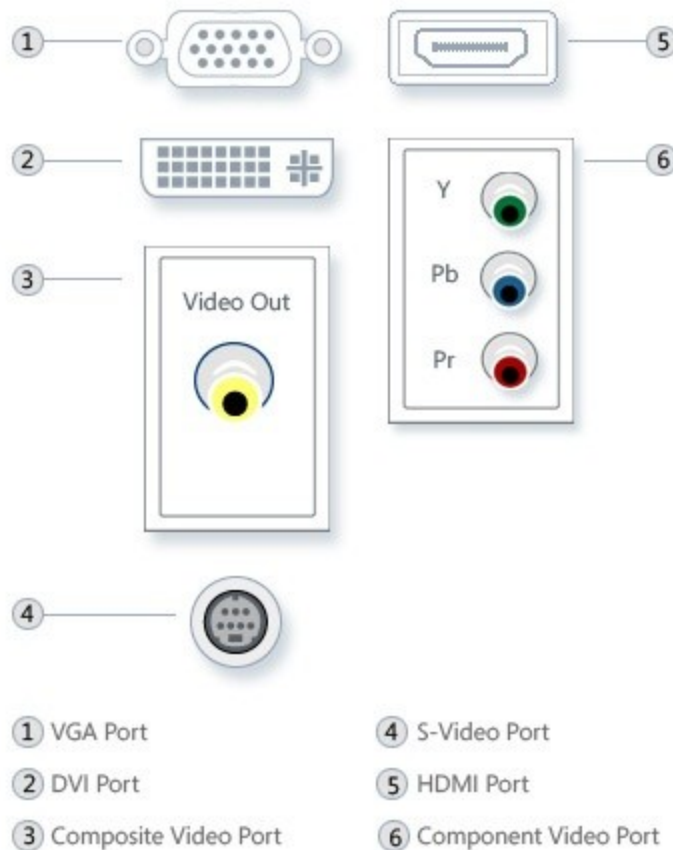 1
5
2
6
Y
3
Pb
Video Out
Pr
4
1 VGA Port
4 S-Video Port
2 DVI Port
5 HDMI Port
3 Composite Video Port
6 Component Video Port